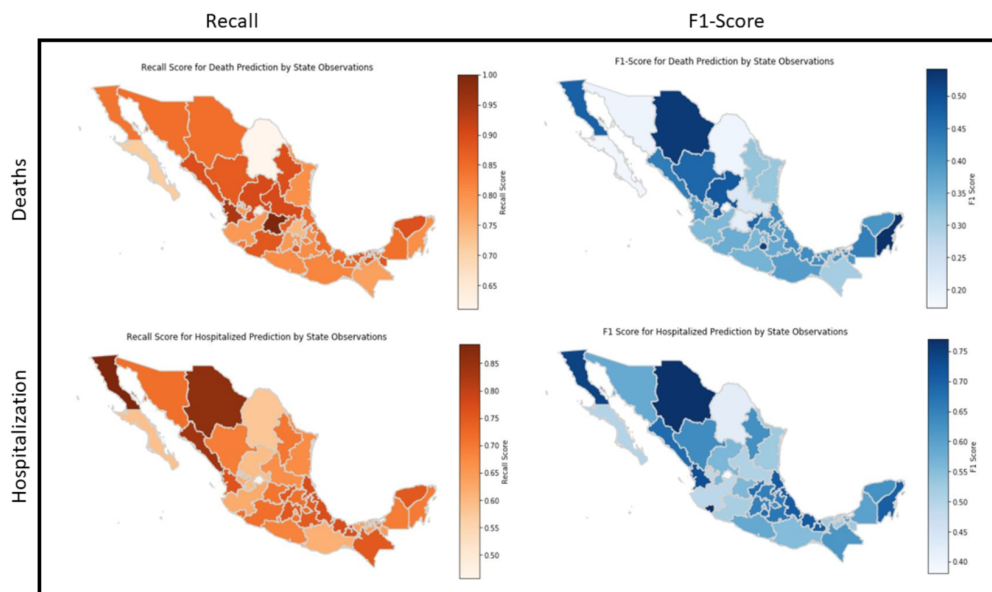 Recall
F1-Score
Deaths
Recall Score for Death Prediction by State Observations
1.00
0.95
0.90
0.85
0.80
0.75
0.70
0.65
Recall Score
F1-Score for Death Prediction by State Observations
0.50
0.45
0.40
0.35
0.30
0.25
0.20
F1 Score
Hospitalization
Recall Score for Hospitalized Prediction by State Observations
0.85
0.80
0.75
0.70
0.65
0.60
0.55
0.50
Recall Score
F1 Score for Hospitalized Prediction by State Observations
0.75
0.70
0.65
0.60
0.55
0.50
0.45
0.40
F1 Score